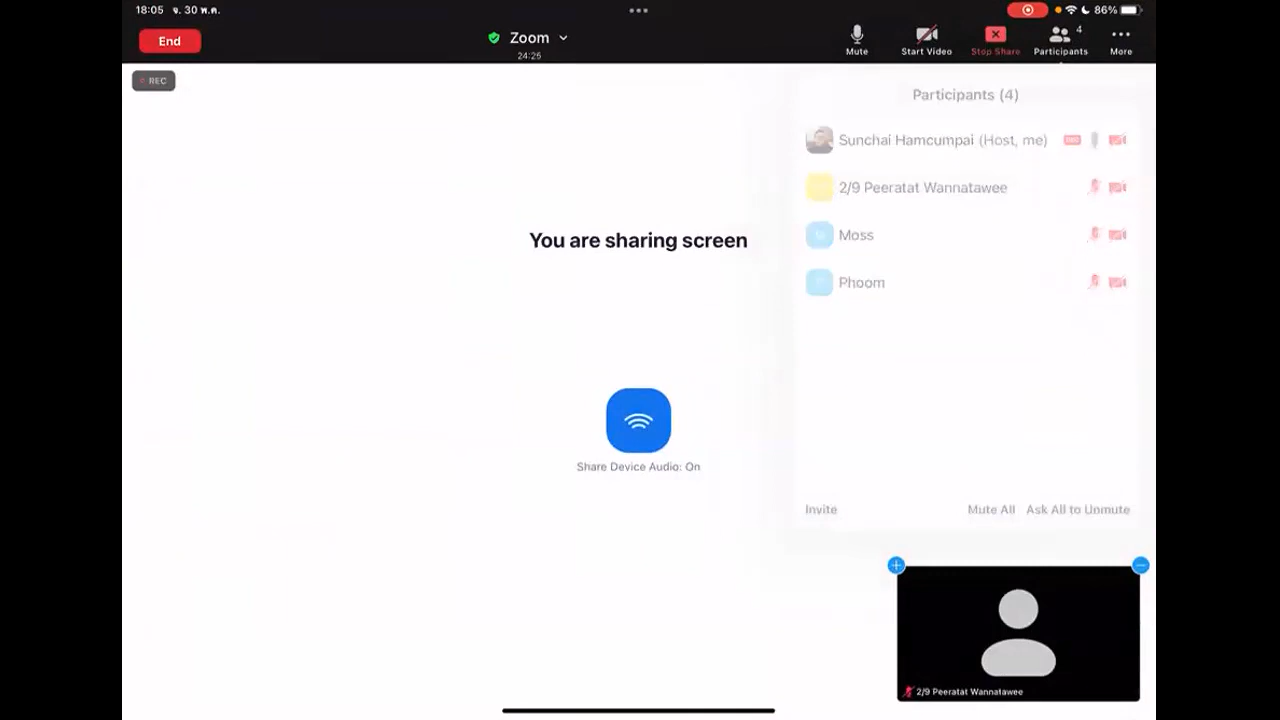 18:05 จ. 30 พ.ค.
86%
End
Zoom
24:25
Mute
Start Video
Stop Share
Participants
4
More
REC
Participants (4)
Sunchai Hamcumpai (Host, me)
2/9 Peeratat Wannatawee
Moss
Phoom
You are sharing screen
Share Device Audio: On
Invite
Mute All
Ask All to Unmute
2/9 Peeratat Wannatawee